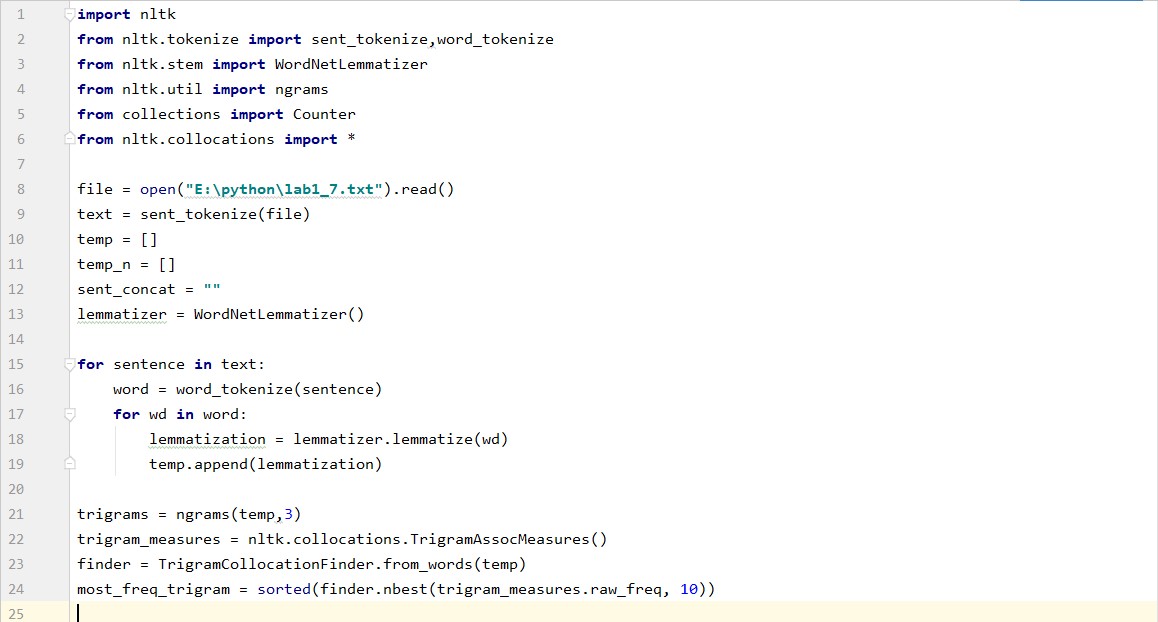 1 import nltk
2 from nltk.tokenize import sent_tokenize,word_tokenize
3 from nltk.stem import WordNetLemmatizer
4 from nltk.util import ngrams
5 from collections import Counter
6 from nltk.collocations import *
7
8 file = open("E:\python\lab1_7.txt").read()
9 text = sent_tokenize(file)
10 temp = []
11 temp_n = []
12 sent_concat = ""
13 lemmatizer = WordNetLemmatizer()
14
15 for sentence in text:
16     word = word_tokenize(sentence)
17     for wd in word:
18         lemmatization = lemmatizer.lemmatize(wd)
19         temp.append(lemmatization)
20
21 trigrams = ngrams(temp,3)
22 trigram_measures = nltk.collocations.TrigramAssocMeasures()
23 finder = TrigramCollocationFinder.from_words(temp)
24 most_freq_trigram = sorted(finder.nbest(trigram_measures.raw_freq, 10))
25